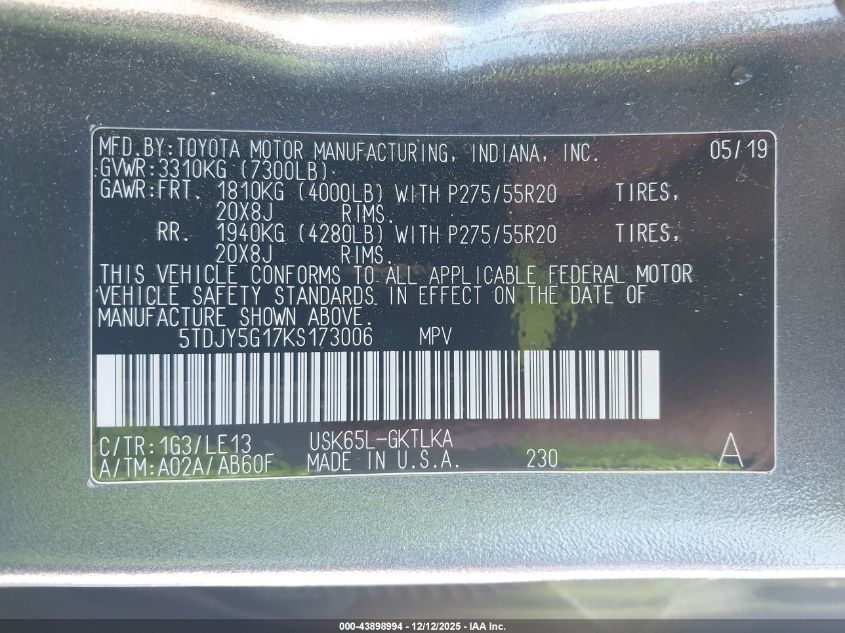 MFD.BY:TOYOTA MOTOR MANUFACTURING, INDIANA, INC. 05/19
GVWR:3310KG (7300LB)
GAWR:FRT. 1810KG (4000LB) WITH P275/55R20 TIRES,
20X8J RIMS.
RR. 1940KG (4280LB) WITH P275/55R20 TIRES,
20X8J RIMS.
THIS VEHICLE CONFORMS TO ALL APPLICABLE FEDERAL MOTOR
VEHICLE SAFETY STANDARDS IN EFFECT ON THE DATE OF
MANUFACTURE SHOWN ABOVE.
5TDJY5G17KS173006 MPV
C/TR:1G3/LE13 USK65L-GKTLKA
A/TM:A02A/AB60F MADE IN U.S.A. 230 A
000-43898994 - 12/12/2025 - IAA Inc.